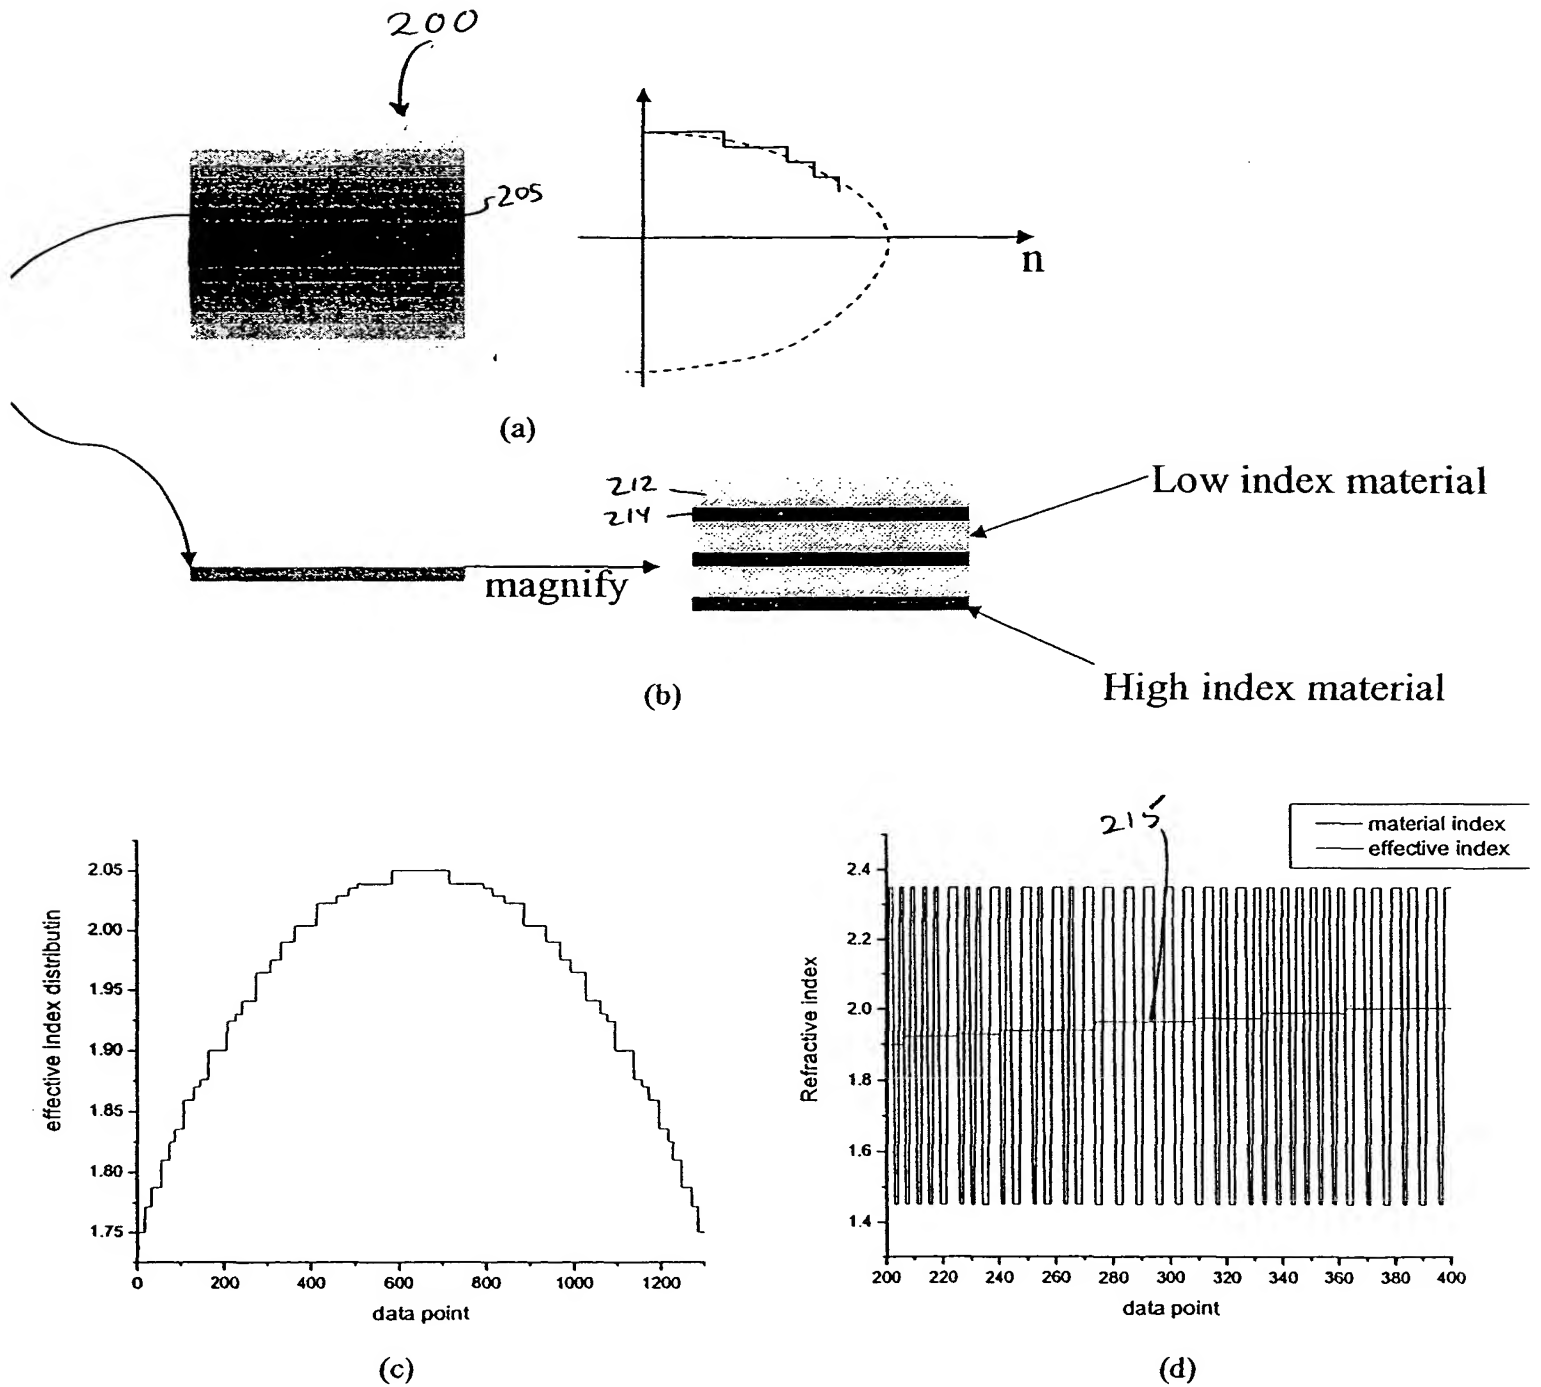 200
205
n
(a)
212
214
Low index material
magnify
High index material
(b)
2.05
2.00
1.95
1.90
1.85
1.80
1.75
effective index distributin
0
200
400
600
800
1000
1200
data point
(c)
215
material index
effective index
2.4
2.2
2.0
1.8
1.6
1.4
Refractive index
200
220
240
260
280
300
320
340
360
380
400
data point
(d)